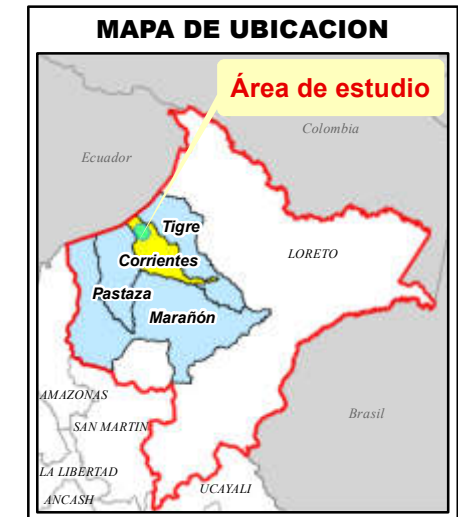 MAPA DE UBICACION
Área de estudio
Colombia
Ecuador
Tigre
LORETO
Corrientes
Pastaza
Marañón
AMAZONAS
Brasil
SAN MARTIN
LA LIBERTAD
UCAYALI
ANCASH